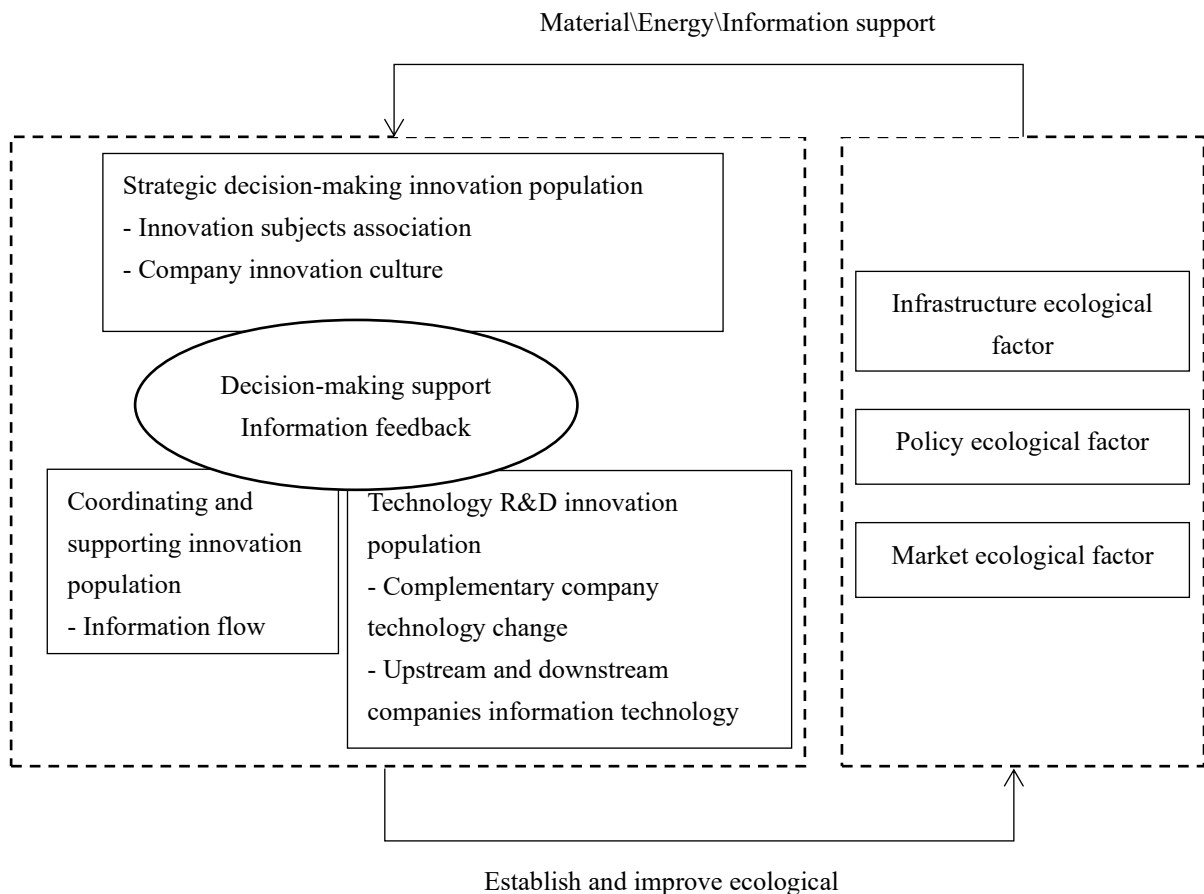 Material\Energy\Information support
Strategic decision-making innovation population
- Innovation subjects association
- Company innovation culture
Decision-making support
Information feedback
Coordinating and
supporting innovation
population
- Information flow
Technology R&D innovation
population
- Complementary company
technology change
- Upstream and downstream
companies information technology
Infrastructure ecological
factor
Policy ecological factor
Market ecological factor
Establish and improve ecological